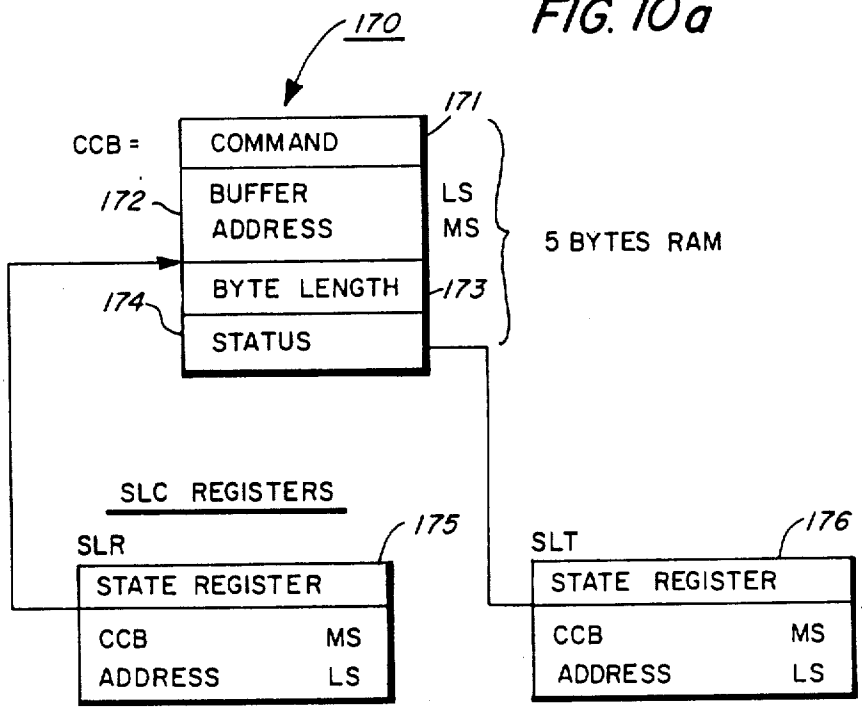 FIG. 10a
170
171
CCB = COMMAND
172 BUFFER LS
ADDRESS MS
5 BYTES RAM
BYTE LENGTH 173
174 STATUS
SLC REGISTERS
175
SLR
STATE REGISTER
CCB MS
ADDRESS LS
176
SLT
STATE REGISTER
CCB MS
ADDRESS LS